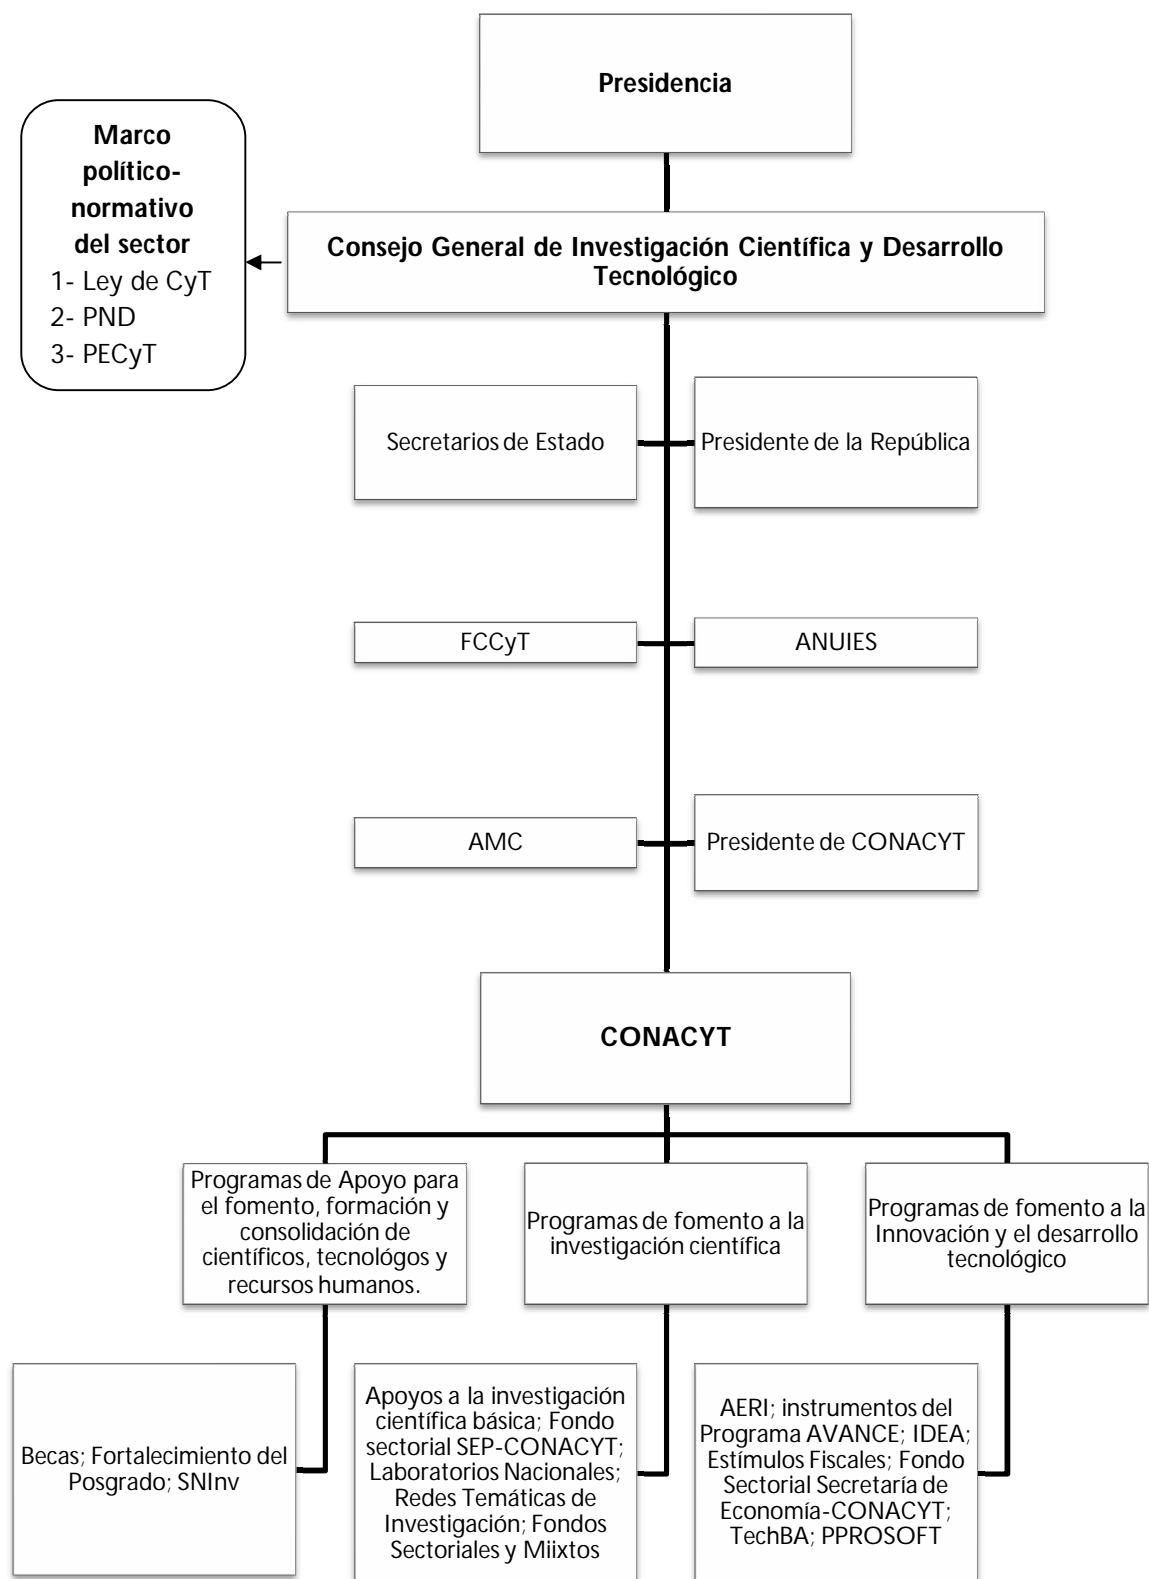 Presidencia
Marco
político-
normativo
del sector
1- Ley de CyT
2- PND
3- PECyT
Consejo General de Investigación Científica y Desarrollo
Tecnológico
Secretarios de Estado
Presidente de la República
FCCyT
ANUIES
AMC
Presidente de CONACYT
CONACYT
Programas de Apoyo para
el fomento, formación y
consolidación de
científicos, tecnológos y
recursos humanos.
Programas de fomento a la
investigación científica
Programas de fomento a la
Innovación y el desarrollo
tecnológico
Becas; Fortalecimiento del
Posgrado; SNInv
Apoyos a la investigación
científica básica; Fondo
sectorial SEP-CONACYT;
Laboratorios Nacionales;
Redes Temáticas de
Investigación; Fondos
Sectoriales y Miixtos
AERI; instrumentos del
Programa AVANCE; IDEA;
Estímulos Fiscales; Fondo
Sectorial Secretaría de
Economía-CONACYT;
TechBA; PPROSOFT